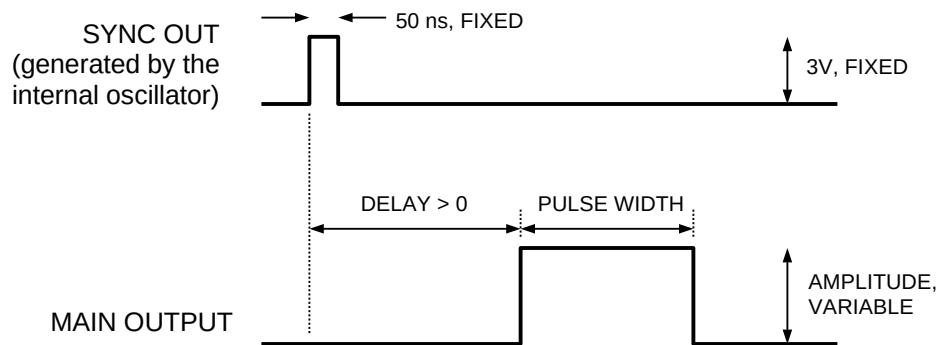 50 ns, FIXED
SYNC OUT
(generated by the
internal oscillator)
3V, FIXED
DELAY > 0
PULSE WIDTH
AMPLITUDE,
VARIABLE
MAIN OUTPUT